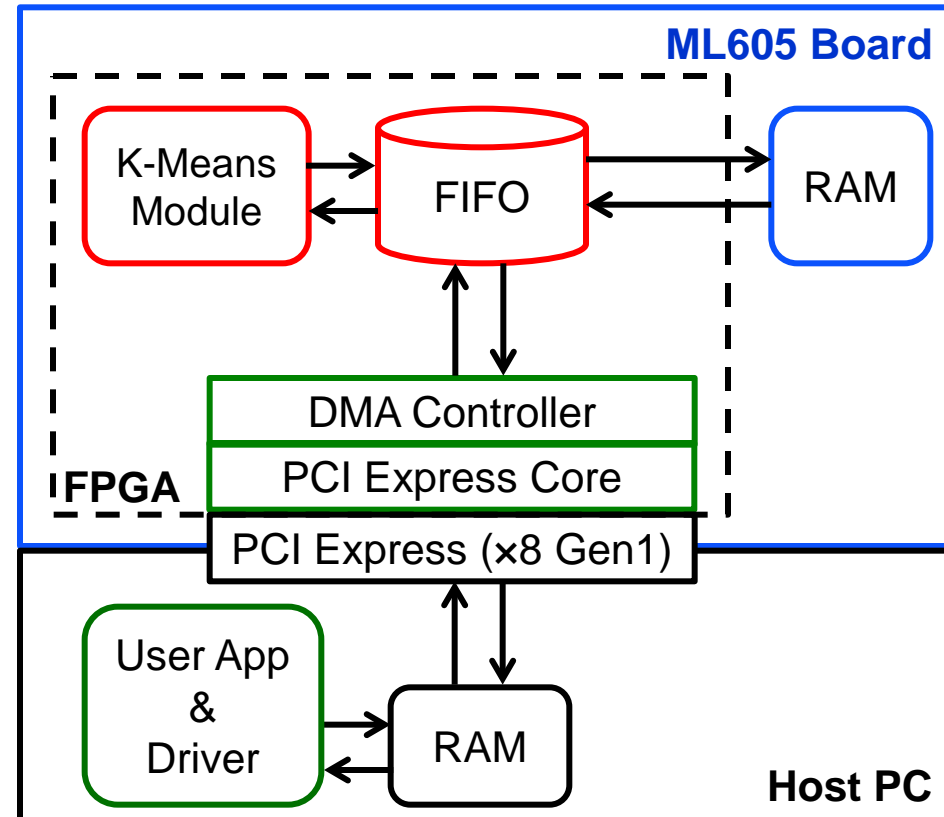 ML605 Board
K-Means
Module
FIFO
RAM
DMA Controller
PCI Express Core
FPGA
PCI Express (×8 Gen1)
User App
&
Driver
RAM
Host PC